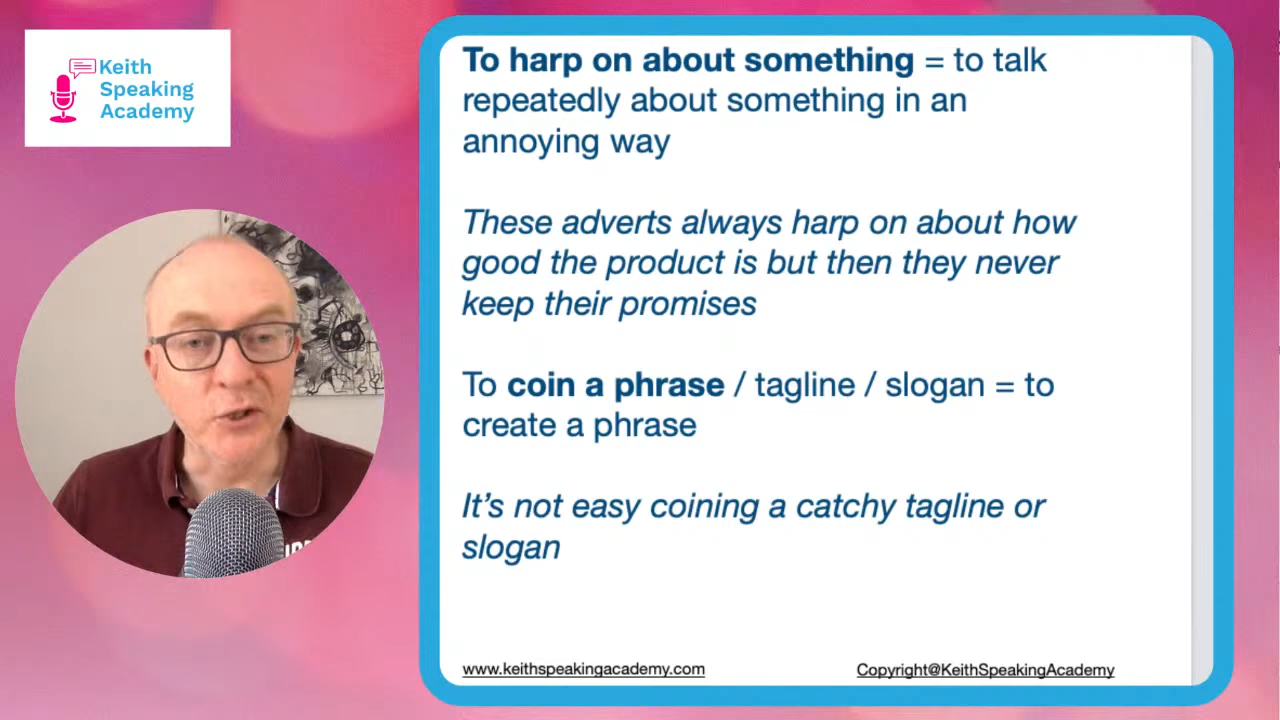 Keith
Speaking
Academy
To harp on about something = to talk
repeatedly about something in an
annoying way
These adverts always harp on about how
good the product is but then they never
keep their promises
To coin a phrase / tagline / slogan = to
create a phrase
It's not easy coining a catchy tagline or
slogan
www.keithspeakingacademy.com
Copyright@KeithSpeakingAcademy